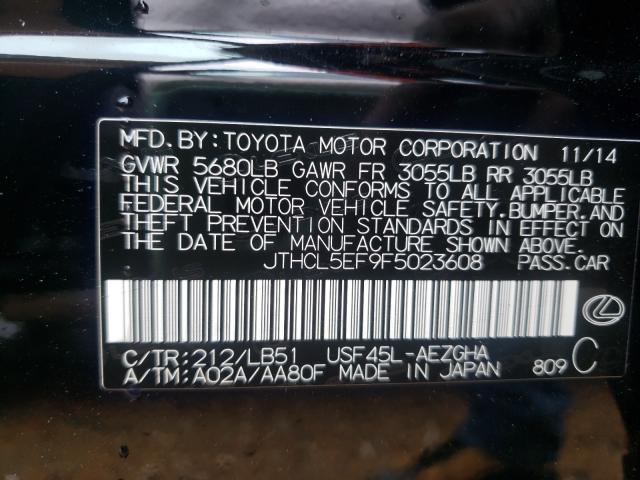 MFD.BY:TOYOTA MOTOR CORPORATION 11/14
GVWR 5680LB GAWR FR 3055LB RR 3055LB
THIS VEHICLE CONFORMS TO ALL APPLICABLE
FEDERAL MOTOR VEHICLE SAFETY,BUMPER,AND
THEFT PREVENTION STANDARDS IN EFFECT ON
THE DATE OF MANUFACTURE SHOWN ABOVE.
JTHCL5EF9F5023608 PASS.CAR
C/TR:212/LB51 USF45L-AEZGHA
A/TM:A02A/AA80F MADE IN JAPAN 809 C